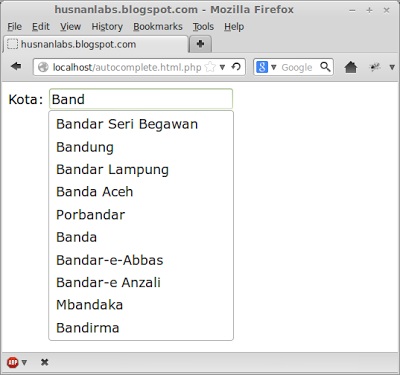 husnanlabs.blogspot.com - Mozilla Firefox
File Edit View History Bookmarks Tools Help
husnanlabs.blogspot.com
localhost/autocomplete.html.php Google
Kota: Band
Bandar Seri Begawan
Bandung
Bandar Lampung
Banda Aceh
Porbandar
Banda
Bandar-e-Abbas
Bandar-e Anzali
Mbandaka
Bandirma
ABP